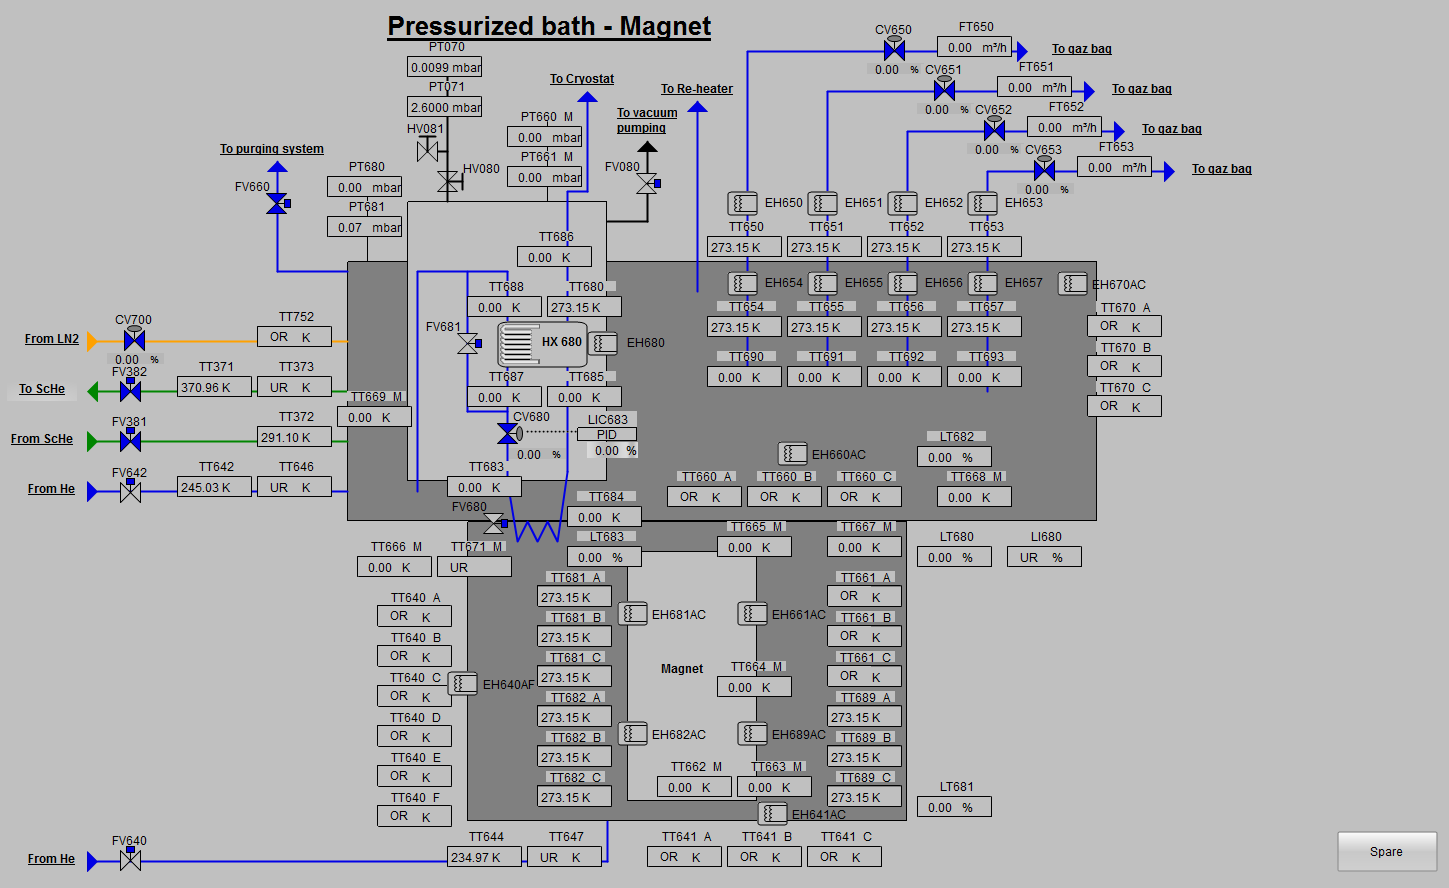 Pressurized bath - Magnet
PT070
0.0099 mbar
PT071
2.6000 mbar
HV081
HV080
To Cryostat
PT660 M
0.00 mbar
PT661 M
0.00 mbar
To vacuum
pumping
FV080
To Re-heater
CV650
0.00 %
FT650
0.00 m³/h
To gaz bag
CV651
0.00 %
FT651
0.00 m³/h
To gaz bag
CV652
0.00 %
FT652
0.00 m³/h
To gaz bag
CV653
0.00 %
FT653
0.00 m³/h
To gaz bag
To purging system
FV660
PT680
0.00 mbar
PT681
0.07 mbar
EH650
EH651
EH652
EH653
TT650
TT651
TT652
TT653
273.15 K
273.15 K
273.15 K
273.15 K
EH654
EH655
EH656
EH657
EH670AC
TT654
TT655
TT656
TT657
273.15 K
273.15 K
273.15 K
273.15 K
TT690
TT691
TT692
TT693
0.00 K
0.00 K
0.00 K
0.00 K
TT670 A
OR K
TT670 B
OR K
TT670 C
OR K
TT686
0.00 K
TT688
0.00 K
TT680
273.15 K
FV681
HX 680
EH680
TT687
0.00 K
TT685
0.00 K
CV680
0.00 %
LIC683
PID
0.00 %
TT683
0.00 K
FV680
From LN2
CV700
0.00 %
TT752
OR K
To ScHe
FV382
TT371
370.96 K
TT373
UR K
TT669 M
0.00 K
From ScHe
FV381
TT372
291.10 K
From He
FV642
TT642
245.03 K
TT646
UR K
EH660AC
TT660 A
OR K
TT660 B
OR K
TT660 C
OR K
LT682
0.00 %
TT668 M
0.00 K
TT684
0.00 K
LT683
0.00 %
TT665 M
0.00 K
TT667 M
0.00 K
LT680
0.00 %
LI680
UR %
TT666 M
0.00 K
TT671 M
UR
TT640 A
OR K
TT640 B
OR K
TT640 C
OR K
TT640 D
OR K
TT640 E
OR K
TT640 F
OR K
EH640AF
TT681 A
273.15 K
TT681 B
273.15 K
TT681 C
273.15 K
TT682 A
273.15 K
TT682 B
273.15 K
TT682 C
273.15 K
EH681AC
EH661AC
Magnet
TT664 M
0.00 K
EH682AC
EH689AC
TT662 M
0.00 K
TT663 M
0.00 K
TT661 A
OR K
TT661 B
OR K
TT661 C
OR K
TT689 A
273.15 K
TT689 B
273.15 K
TT689 C
273.15 K
EH641AC
LT681
0.00 %
From He
FV640
TT644
234.97 K
TT647
UR K
TT641 A
OR K
TT641 B
OR K
TT641 C
OR K
Spare